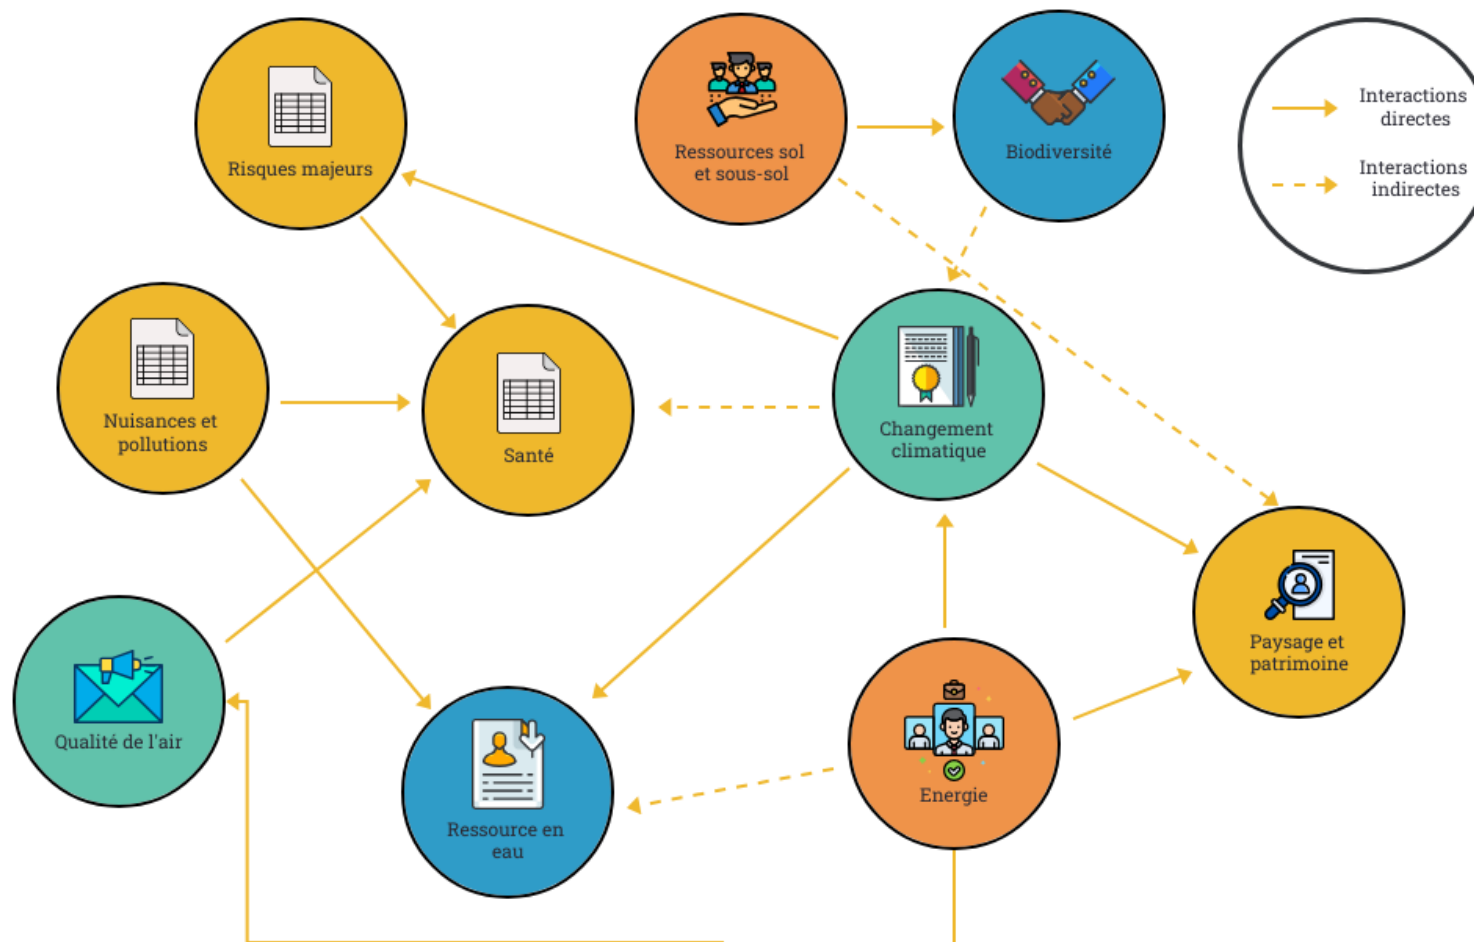 Risques majeurs
Ressources sol
et sous-sol
Biodiversité
Interactions
directes
Interactions
indirectes
Nuisances et
pollutions
Santé
Changement
climatique
Paysage et
patrimoine
Qualité de l'air
Ressource en
eau
Energie